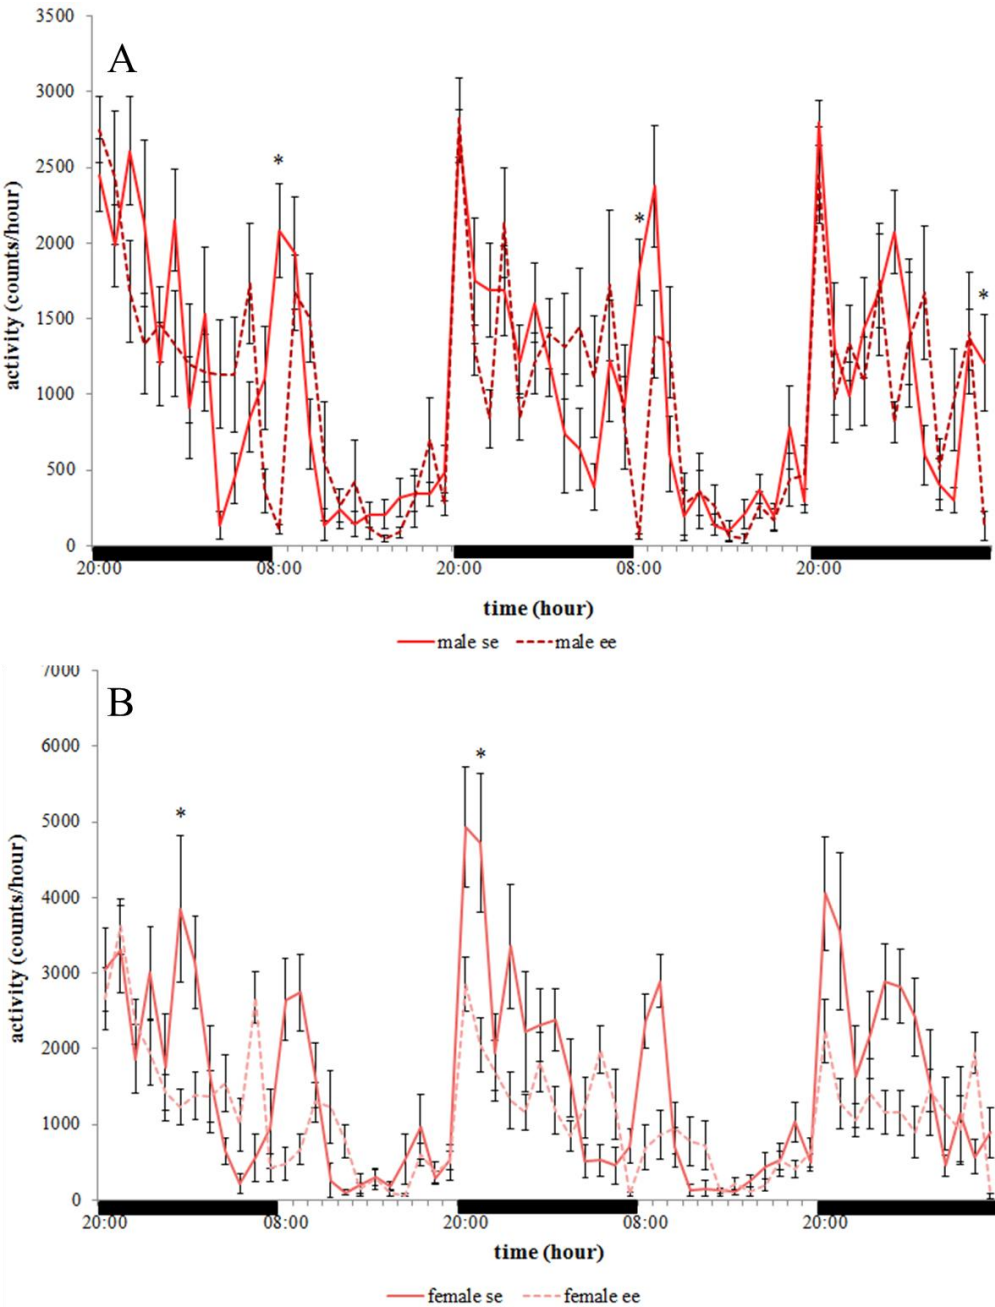 3500
A
3000
*
2500
*
2000
*
1500
1000
500
0
activity (counts/hour)
20:00 08:00 20:00 08:00 20:00
time (hour)
male se male ee
7000
B
6000
*
5000
*
4000
3000
2000
1000
0
activity (counts/hour)
20:00 08:00 20:00 08:00 20:00
time (hour)
female se female ee